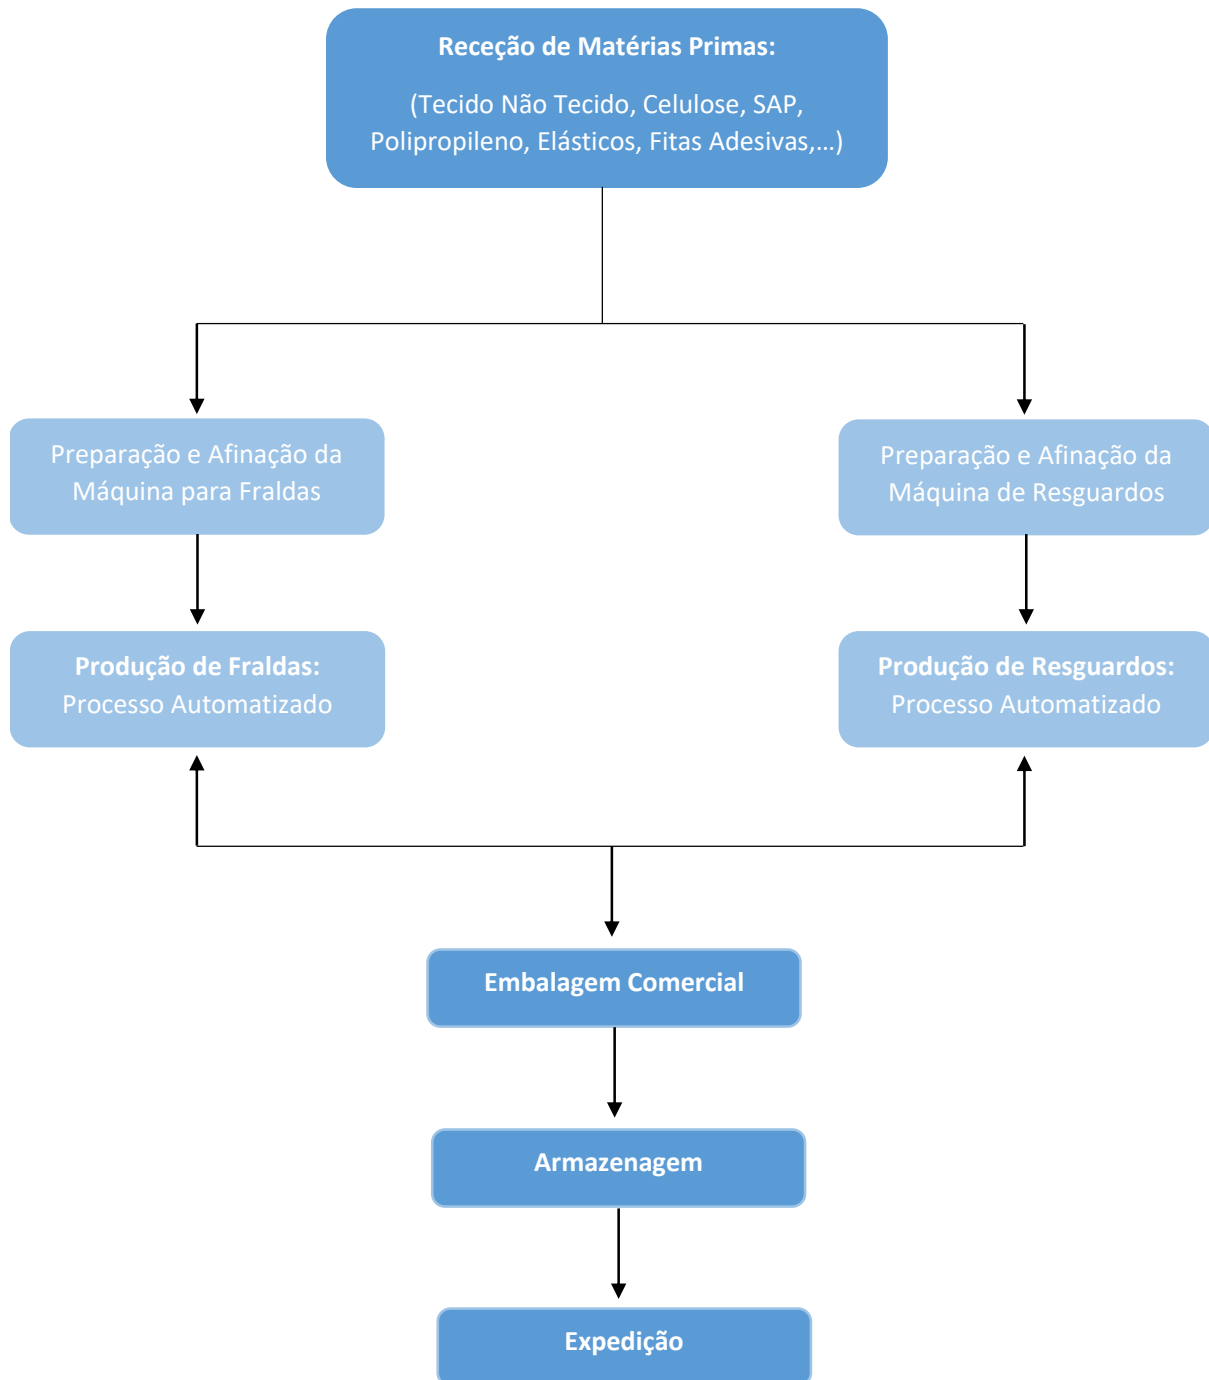 Receção de Matérias Primas:
(Tecido Não Tecido, Celulose, SAP,
Polipropileno, Elásticos, Fitas Adesivas,...)
Preparação e Afinação da
Máquina para Fraldas
Preparação e Afinação da
Máquina de Resguardos
Produção de Fraldas:
Processo Automatizado
Produção de Resguardos:
Processo Automatizado
Embalagem Comercial
Armazenagem
Expedição